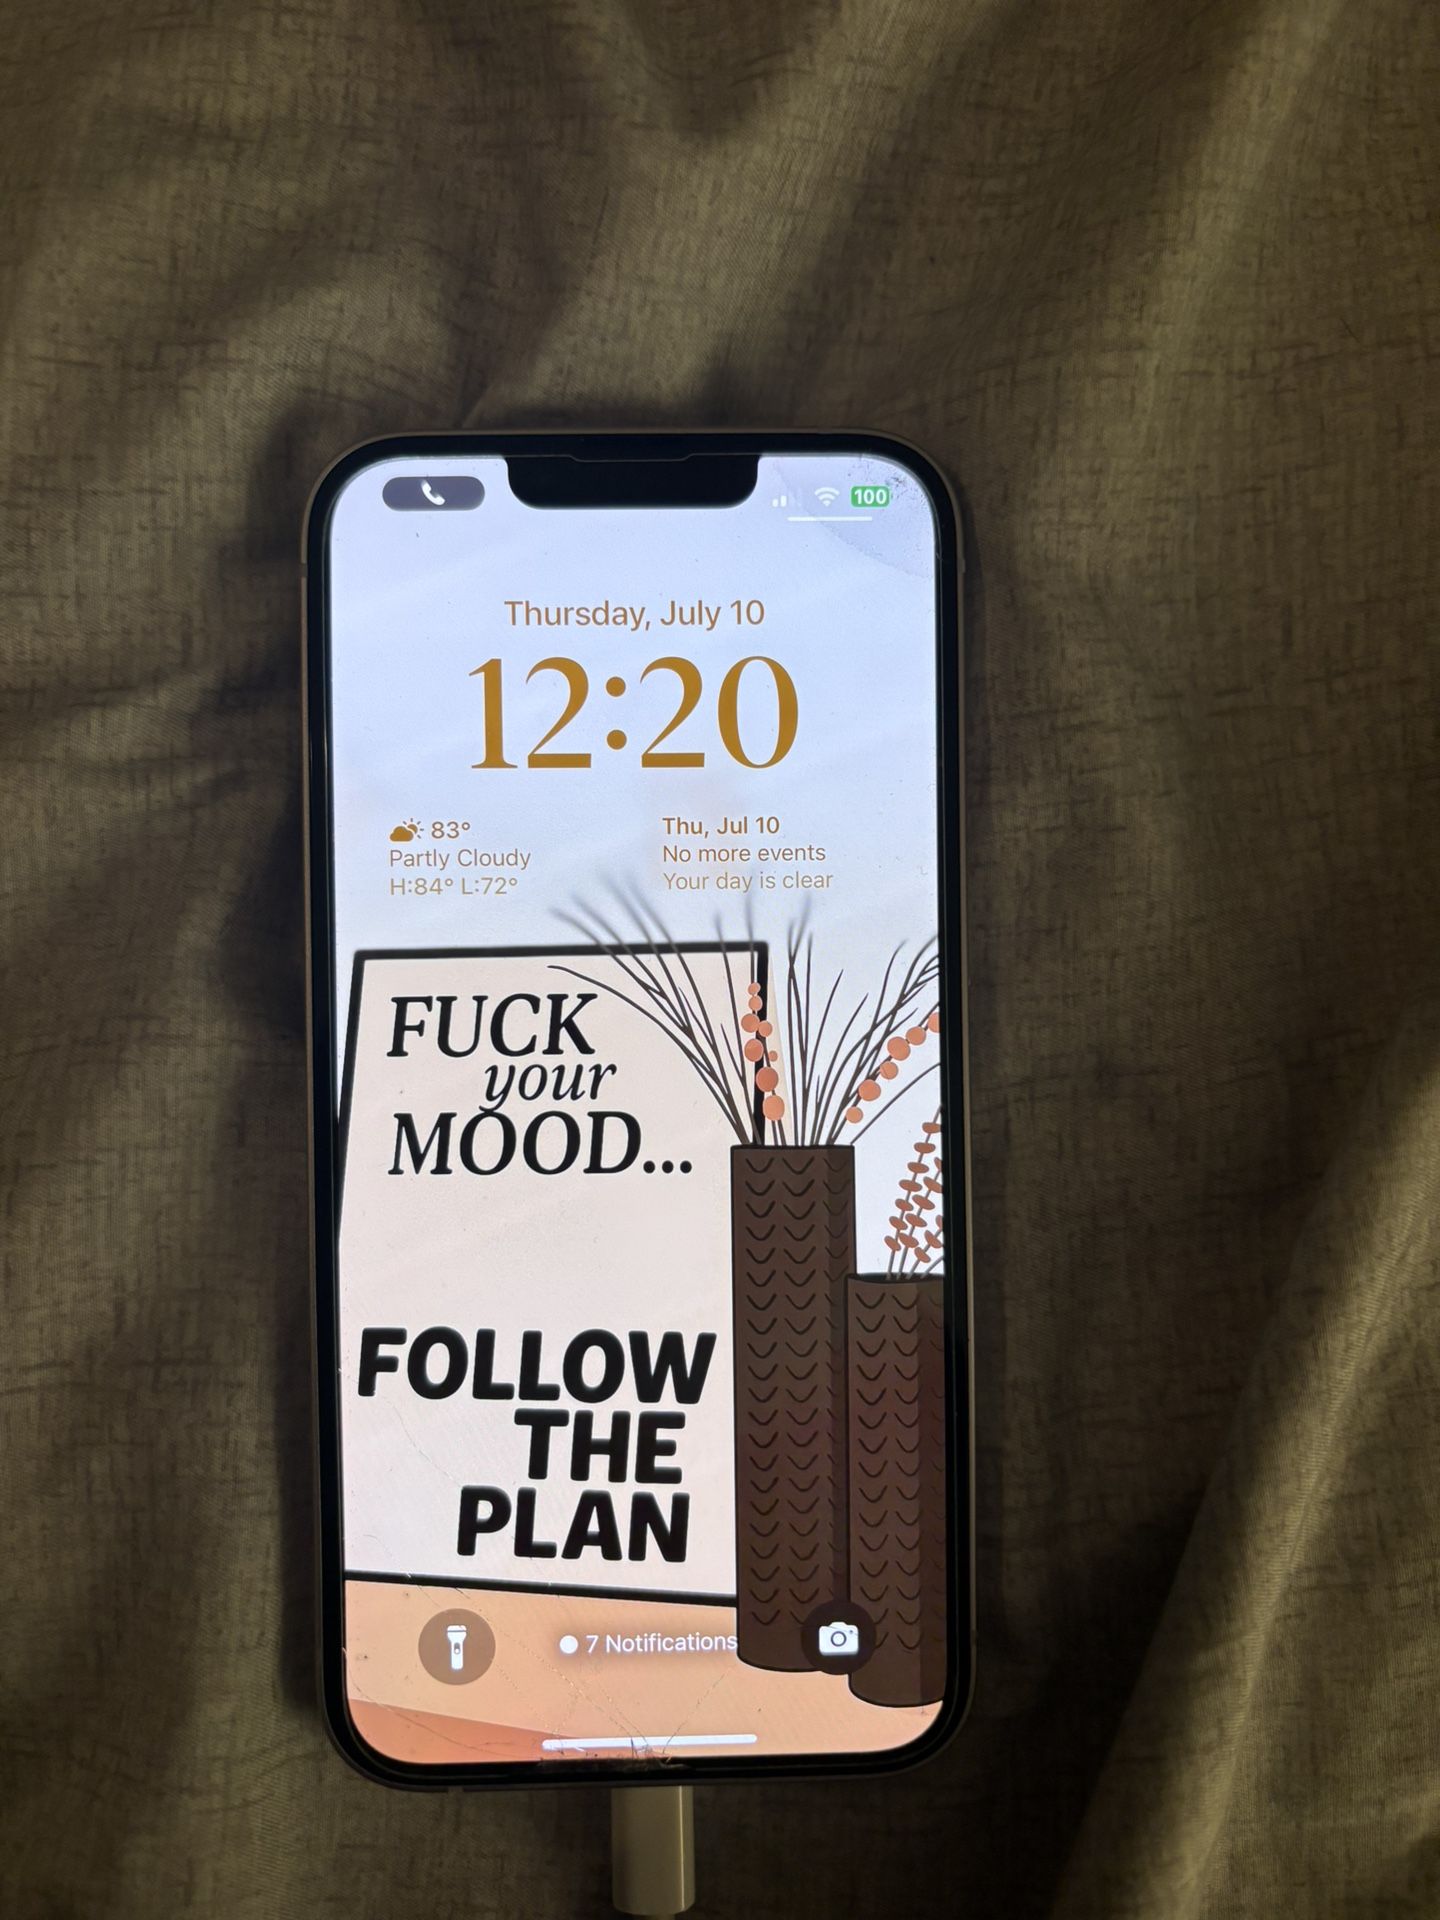 100
Thursday, July 10
12:20
83°
Partly Cloudy
H:84° L:72°
Thu, Jul 10
No more events
Your day is clear
FUCK
your
MOOD...
FOLLOW
THE
PLAN
7 Notifications